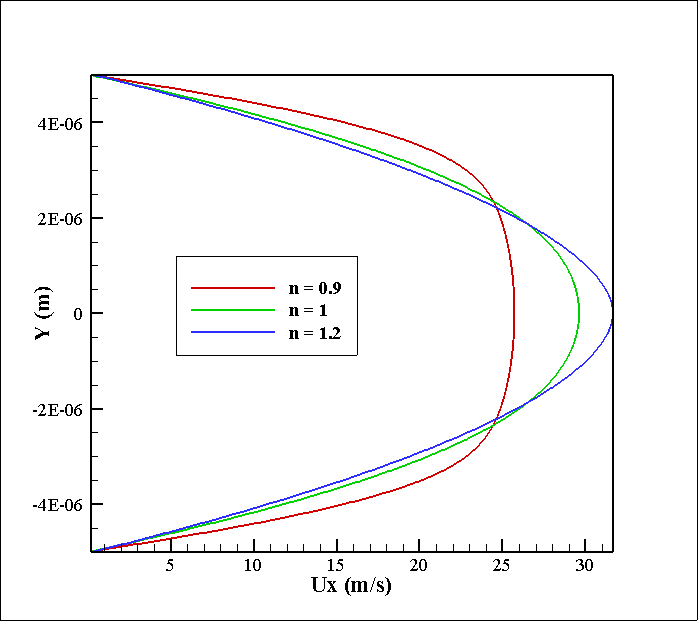 4E-06
2E-06
0
-2E-06
-4E-06
Y (m)
n = 0.9
n = 1
n = 1.2
5 10 15 20 25 30
Ux (m/s)